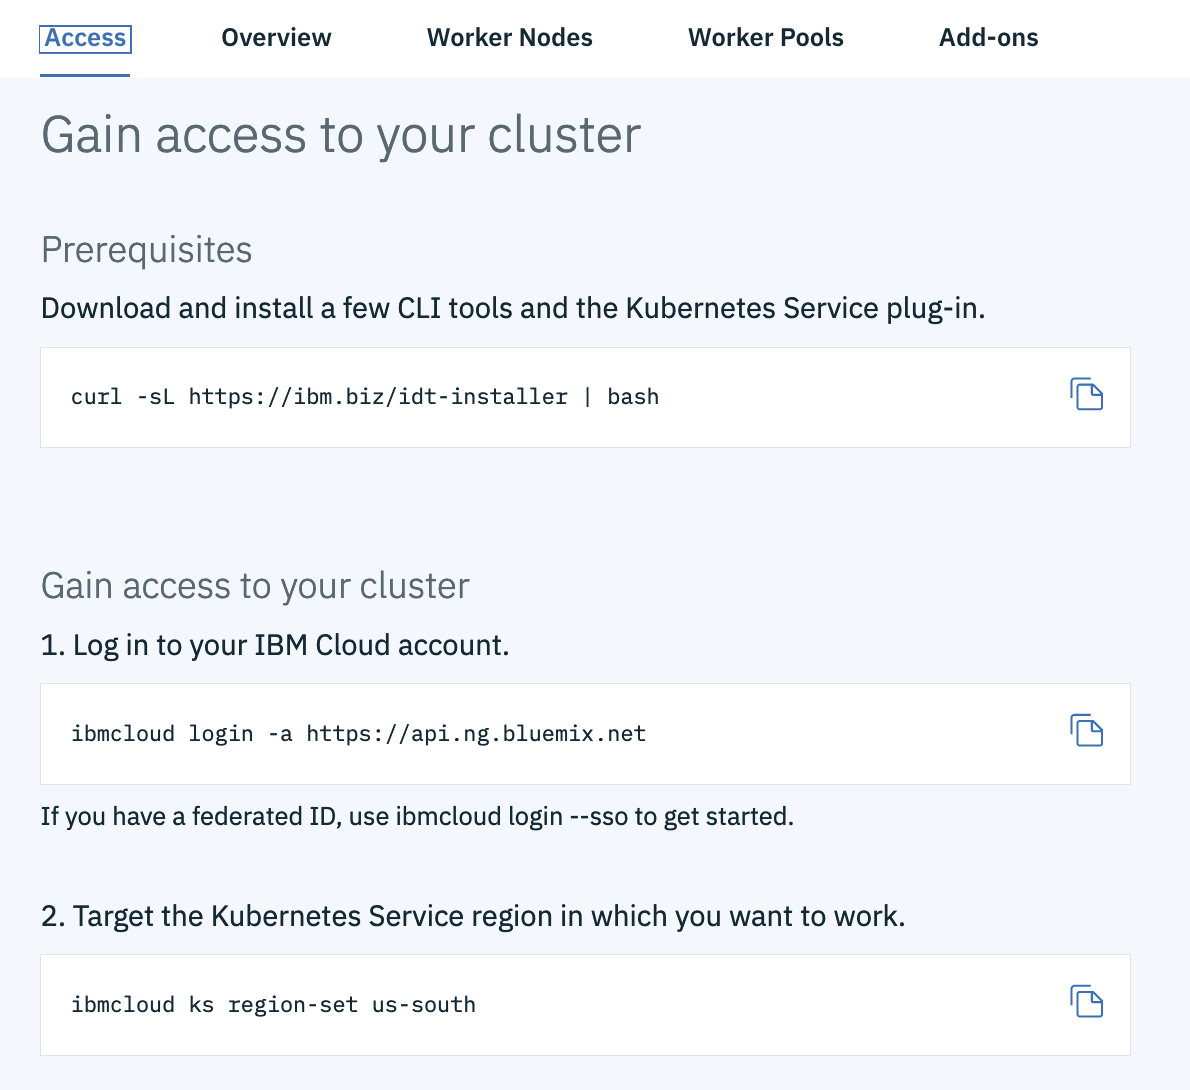 Access Overview Worker Nodes Worker Pools Add-ons
Gain access to your cluster
Prerequisites
Download and install a few CLI tools and the Kubernetes Service plug-in.
curl -sL https://ibm.biz/idt-installer | bash
Gain access to your cluster
1. Log in to your IBM Cloud account.
ibmcloud login -a https://api.ng.bluemix.net
If you have a federated ID, use ibmcloud login --sso to get started.
2. Target the Kubernetes Service region in which you want to work.
ibmcloud ks region-set us-south